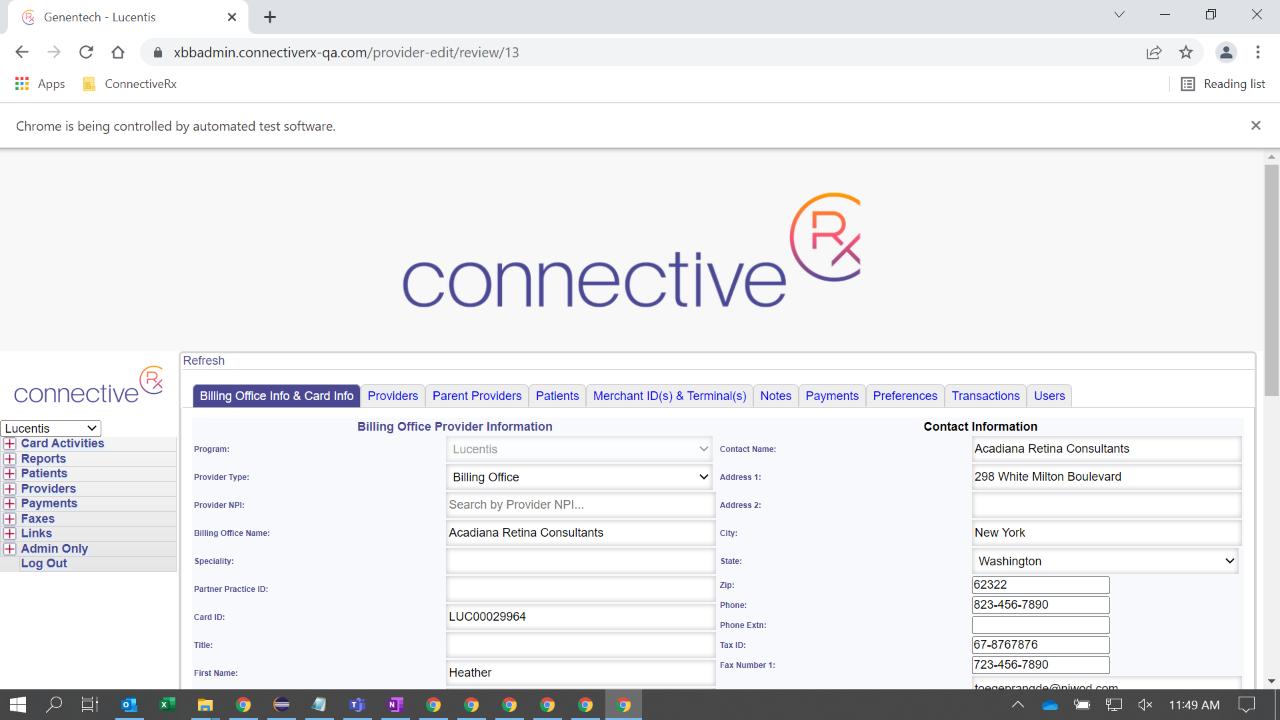 Genentech - Lucentis
xbbadmin.connectiverx-qa.com/provider-edit/review/13
Apps
ConnectiveRx
Reading list
Chrome is being controlled by automated test software.
connective Rx
connective Rx
Lucentis
Card Activities
Reports
Patients
Providers
Payments
Faxes
Links
Admin Only
Log Out
Refresh
Billing Office Info & Card Info Providers Parent Providers Patients Merchant ID(s) & Terminal(s) Notes Payments Preferences Transactions Users
Billing Office Provider Information
Program: Lucentis
Provider Type: Billing Office
Provider NPI: Search by Provider NPI...
Billing Office Name: Acadiana Retina Consultants
Speciality:
Partner Practice ID:
Card ID: LUC00029964
Title:
First Name: Heather
Contact Information
Contact Name: Acadiana Retina Consultants
Address 1: 298 White Milton Boulevard
Address 2:
City: New York
State: Washington
Zip: 62322
Phone: 823-456-7890
Phone Extn:
Tax ID: 67-8767876
Fax Number 1: 723-456-7890
11:49 AM